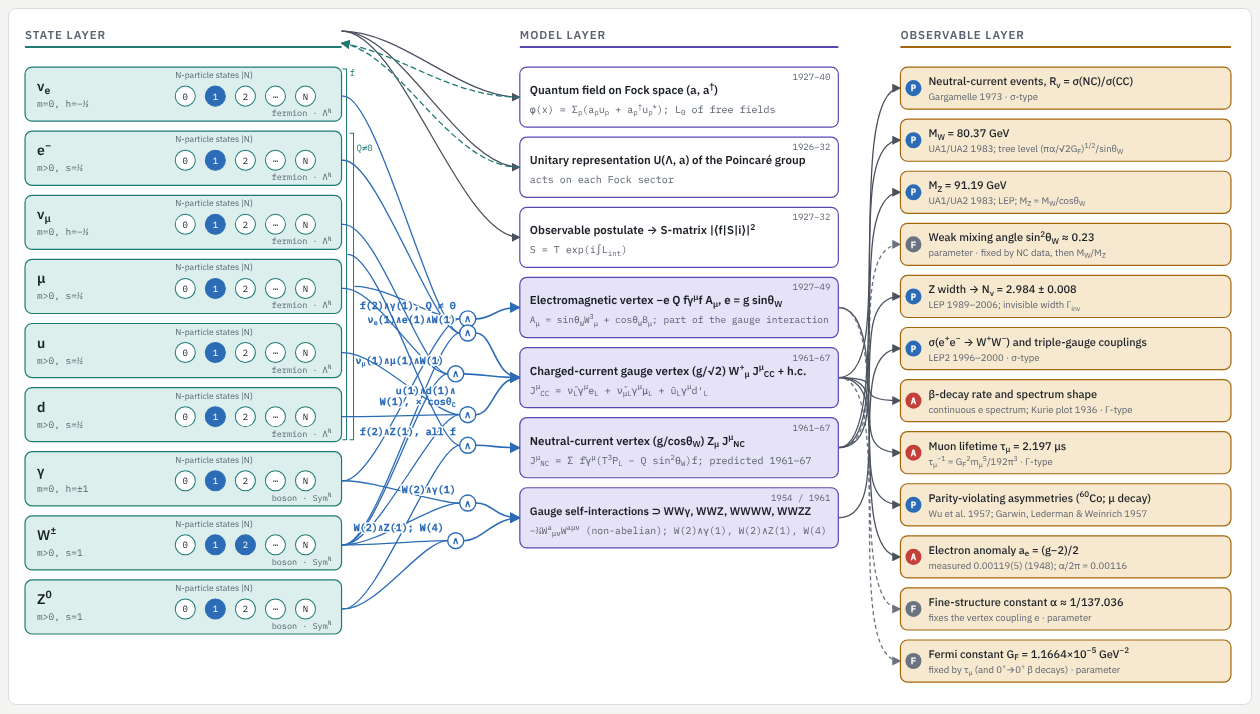 STATE LAYER
MODEL LAYER
OBSERVABLE LAYER
N-particle states (N)
νe
m=0, h=−½
0 1 2 ⋯ N
fermion · Λᴺ
f
N-particle states (N)
e⁻
m>0, s=½
0 1 2 ⋯ N
fermion · Λᴺ
Q≠0
N-particle states (N)
νμ
m=0, h=−½
0 1 2 ⋯ N
fermion · Λᴺ
N-particle states (N)
μ
m>0, s=½
0 1 2 ⋯ N
fermion · Λᴺ
N-particle states (N)
u
m>0, s=½
0 1 2 ⋯ N
fermion · Λᴺ
N-particle states (N)
d
m>0, s=½
0 1 2 ⋯ N
fermion · Λᴺ
N-particle states (N)
γ
m=0, h=±1
0 1 2 ⋯ N
boson · Symᴺ
N-particle states (N)
W±
m>0, s=1
0 1 2 ⋯ N
boson · Symᴺ
N-particle states (N)
Z⁰
m>0, s=1
0 1 2 ⋯ N
boson · Symᴺ
f(2)∧γ(1), Q ≠ 0
∧
νe(1)∧e(1)∧W(1)
∧
νμ(1)∧μ(1)∧W(1)
∧
u(1)∧d(1)∧
W(1), ×cosθc
∧
f(2)∧Z(1), all f
∧
W(2)∧γ(1)
∧
W(2)∧Z(1); W(4)
∧
1927–40
Quantum field on Fock space (a, a†)
φ(x) = Σp(apup + ap†up*); L0 of free fields
1926–32
Unitary representation U(Λ, a) of the Poincaré group
acts on each Fock sector
1927–32
Observable postulate → S-matrix |⟨f|S|i⟩|²
S = T exp(i∫Lint)
1927–49
Electromagnetic vertex −e Q f̄γμf Aμ, e = g sinθW
Aμ = sinθWW³μ + cosθWBμ; part of the gauge interaction
1961–67
Charged-current gauge vertex (g/√2) W⁺μ JμCC + h.c.
JμCC = ν̄LγμeL + ν̄μLγμμL + ūLγμd′L
1961–67
Neutral-current vertex (g/cosθW) Zμ JμNC
JμNC = Σ f̄γμ(T³PL − Q sin²θW)f; predicted 1961–67
1954 / 1961
Gauge self-interactions ⊃ WWγ, WWZ, WWWW, WWZZ
−¼WaμνWaμν (non-abelian); W(2)∧γ(1), W(2)∧Z(1), W(4)
P
Neutral-current events, Rν = σ(NC)/σ(CC)
Gargamelle 1973 · σ-type
P
MW = 80.37 GeV
UA1/UA2 1983; tree level (πα/√2GF)1/2/sinθW
P
MZ = 91.19 GeV
UA1/UA2 1983; LEP; MZ = MW/cosθW
F
Weak mixing angle sin²θW ≈ 0.23
parameter · fixed by NC data, then MW/MZ
P
Z width → Nν = 2.984 ± 0.008
LEP 1989–2006; invisible width Γinv
P
σ(e⁺e⁻ → W⁺W⁻) and triple-gauge couplings
LEP2 1996–2000 · σ-type
A
β-decay rate and spectrum shape
continuous e spectrum; Kurie plot 1936 · Γ-type
A
Muon lifetime τμ = 2.197 μs
τμ⁻¹ = GF²mμ⁵/192π³ · Γ-type
P
Parity-violating asymmetries (⁶⁰Co; μ decay)
Wu et al. 1957; Garwin, Lederman & Weinrich 1957
A
Electron anomaly ae = (g−2)/2
measured 0.00119(5) (1948); α/2π = 0.00116
F
Fine-structure constant α ≈ 1/137.036
fixes the vertex coupling e · parameter
F
Fermi constant GF = 1.1664×10⁻⁵ GeV⁻²
fixed by τμ (and 0⁺→0⁺ β decays) · parameter